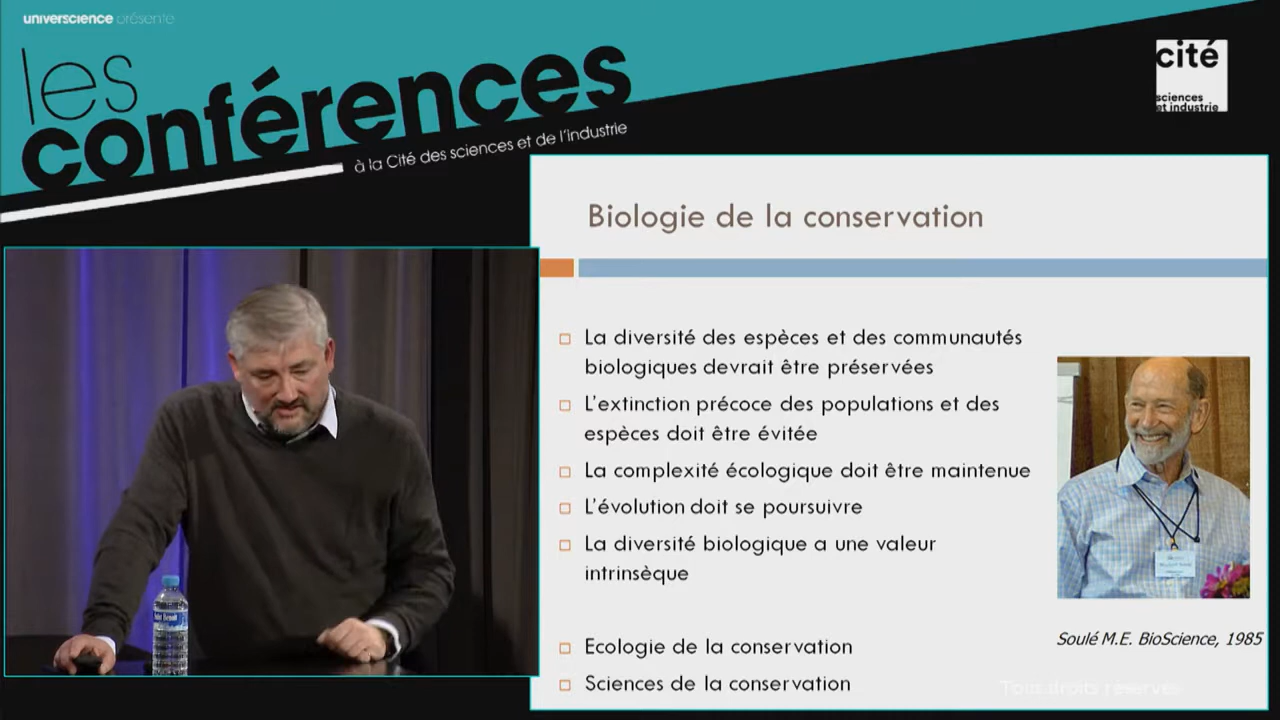 universcience présente
les
conférences
à la Cité des sciences et de l'industrie
cité
sciences
et industrie
Biologie de la conservation
La diversité des espèces et des communautés
biologiques devrait être préservées
L'extinction précoce des populations et des
espèces doit être évitée
La complexité écologique doit être maintenue
L'évolution doit se poursuivre
La diversité biologique a une valeur
intrinsèque
Soulé M.E. BioScience, 1985
Ecologie de la conservation
Sciences de la conservation
Tous droits réservés